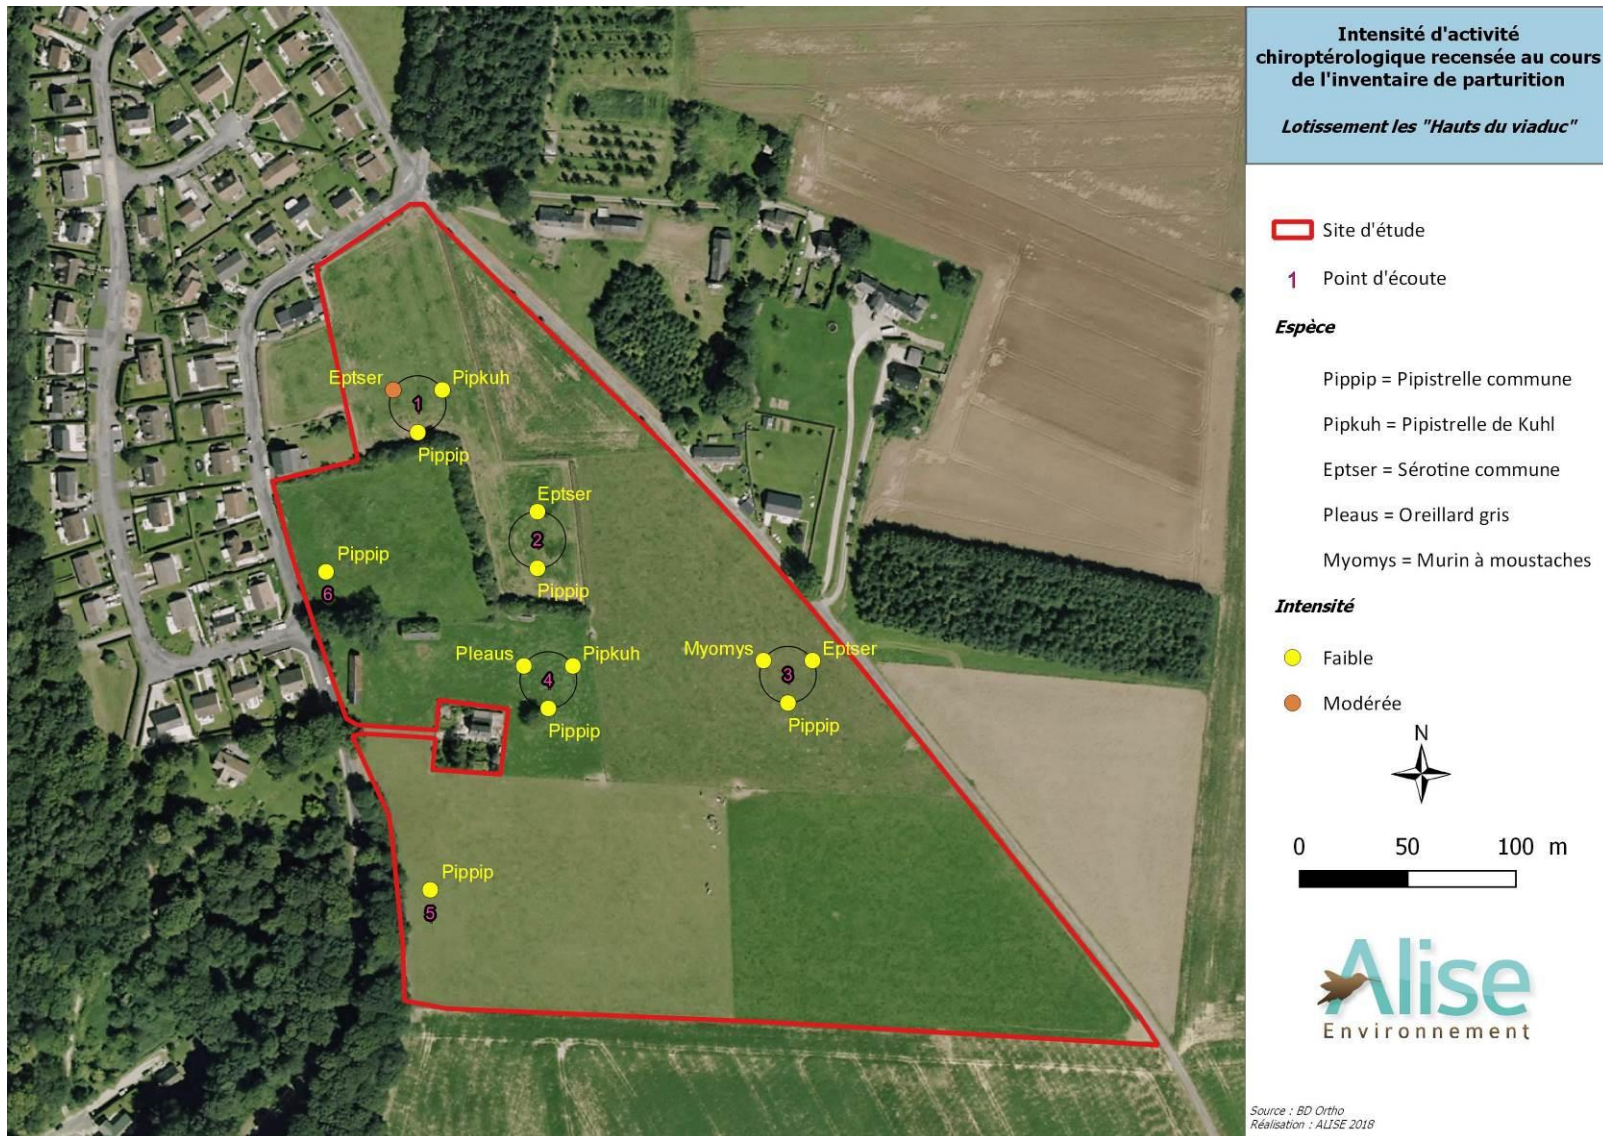 Intensité d'activité
chiroptérologique recensée au cours
de l'inventaire de parturition
Lotissement les "Hauts du viaduc"
Site d'étude
1 Point d'écoute
Espèce
Pippip = Pipistrelle commune
Pipkuh = Pipistrelle de Kuhl
Eptser = Sérotine commune
Pleaus = Oreillard gris
Myomys = Murin à moustaches
Intensité
Faible
Modérée
N
0 50 100 m
Alise
Environnement
Source : BD Ortho
Réalisation : ALISE 2018
Eptser Pipkuh
1
Pippip
Eptser
2
Pippip
Pippip
6
Pleaus Pipkuh
4
Pippip
Myomys Eptser
3
Pippip
Pippip
5